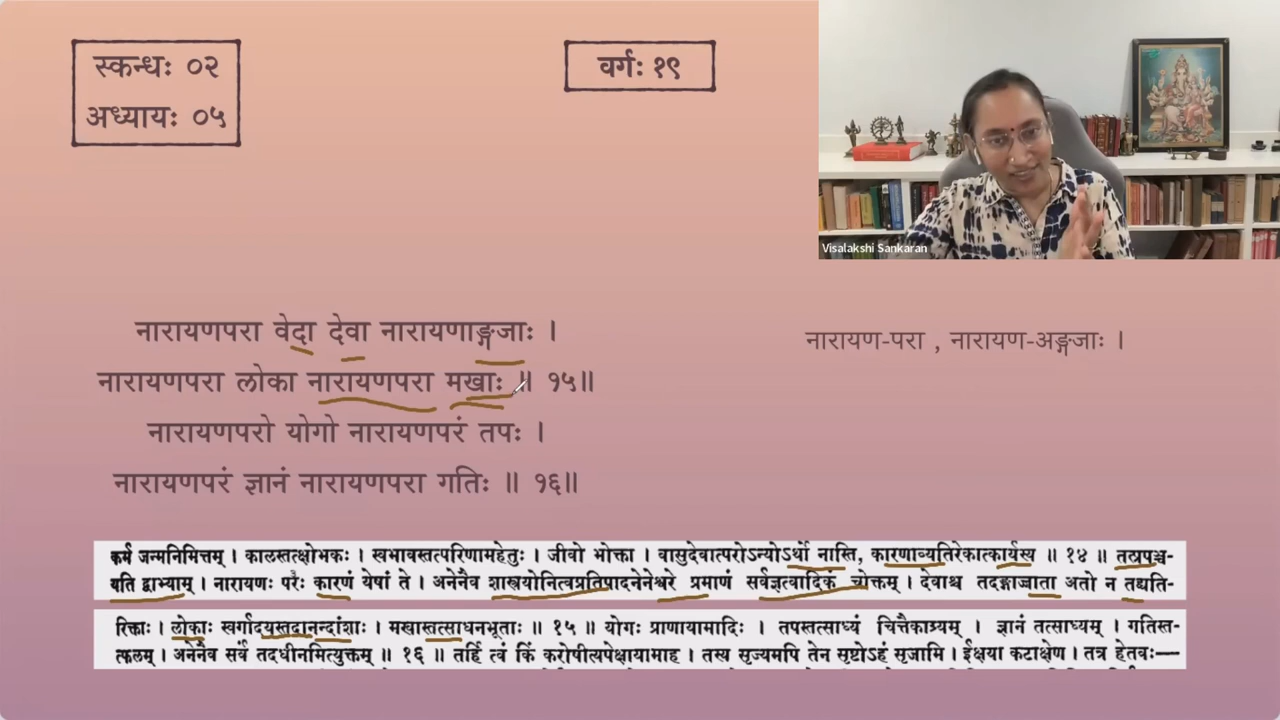 स्कन्धः ०२
अध्यायः ०५
वर्गः १९
Visalakshi Sankaran
नारायणपरा वेदा देवा नारायणाङ्गजाः ।
नारायणपरा लोका नारायणपरा मखाः ॥ १५॥
नारायणपरो योगो नारायणपरं तपः ।
नारायणपरं ज्ञानं नारायणपरा गतिः ॥ १६॥
नारायण-परा , नारायण-अङ्गजाः ।
कर्म जन्मनिमित्तम् । कालस्तत्क्षोभकः । स्वभावस्तत्परिणामहेतुः । जीवो भोक्ता । वासुदेवात्परोऽन्योऽर्थो नास्ति, कारणाव्यतिरेकात्कार्यस्य ॥ १४ ॥ तत्प्रपञ्च-
यति द्वाभ्याम् । नारायणः परः कारणं येषां ते । अनेनैव शास्त्रयोनित्वप्रतिपादनेनेश्वरे प्रमाणं सर्वज्ञत्वादिकं चोक्तम् । देवाश्च तदङ्गाज्जाता अतो न तद्व्यति-
रिक्ताः । लोकाः स्वर्गादयस्तदानन्दांशाः । मखास्तत्साधनभूताः ॥ १५ ॥ योगः प्राणायामादिः । तपस्तत्साध्यं चित्तैकाग्र्यम् । ज्ञानं तत्साध्यम् । गतिस्त-
त्फलम् । अनेनैव सर्वं तदधीनमित्युक्तम् ॥ १६ ॥ तर्हि त्वं किं करोषीत्यपेक्षायामाह । तस्य सृज्यमपि तेन सृष्टोऽहं सृजामि । ईक्षया कटाक्षेण । तत्र हेतवः—